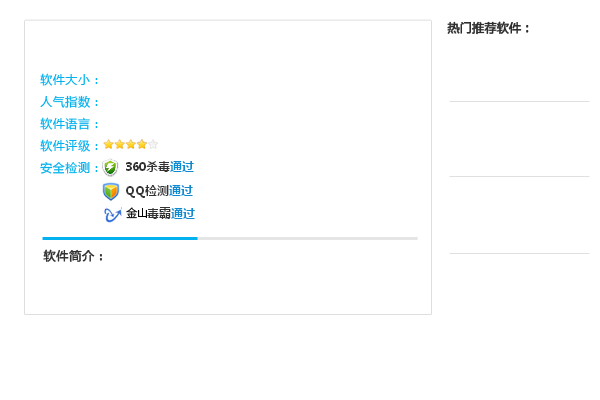 软件大小：
人气指数：
软件语言：
软件评级：
安全检测： 360杀毒通过
QQ检测通过
金山毒霸通过
软件简介：
热门推荐软件：